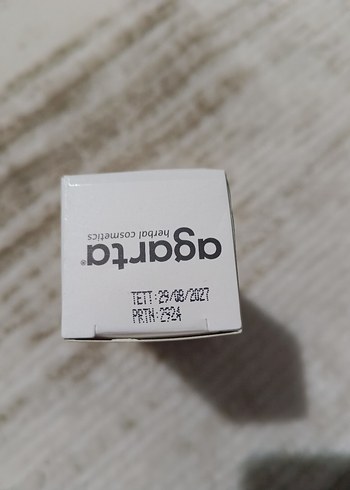 agarta®
herbal cosmetics
TETT:29/08/2027
PRTN:2924